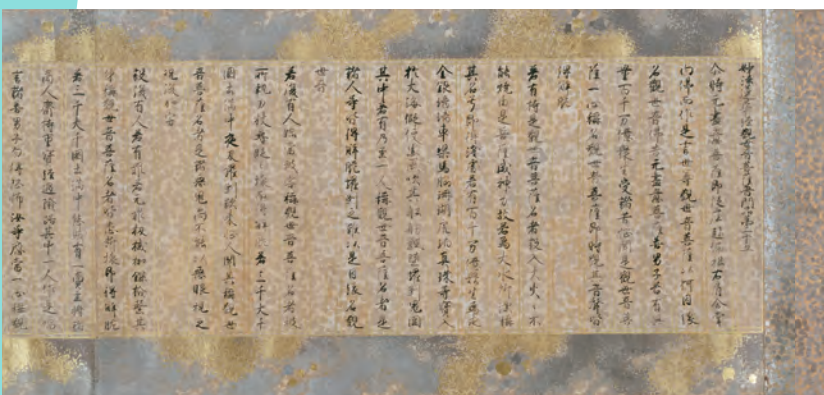 妙法蓮華經觀世音菩薩普門品第二十五
尒時无盡意菩薩即從座起偏袒右肩合掌
向佛而作是言世尊觀世音菩薩以何因緣
名觀世音佛告无盡意菩薩善男子若有無
量百千万億衆生受諸苦惱聞是觀世音菩
薩一心稱名觀世音菩薩即時觀其音聲皆
得解脫
若有持是觀世音菩薩名者設入大火火不
能燒由是菩薩威神力故若爲大水所漂稱
其名号即得淺處若有百千万億衆生爲求
金銀瑠璃車磲馬瑙珊瑚琥珀真珠等寶入
於大海假使黑風吹其船舫飄墮羅刹鬼國
其中若有乃至一人稱觀世音菩薩名者是
諸人等皆得解脫羅刹之難以是因緣名觀
世音
若復有人臨當被害稱觀世音菩薩名者彼
所執刀杖尋段段壞而得解脫若三千大千
國土滿中夜叉羅刹欲來惱人聞其稱觀世
音菩薩名者是諸惡鬼尚不能以惡眼視之
況復加害
設復有人若有罪若无罪杻械枷鎖檢繫其
身稱觀世音菩薩名者皆悉斷壞即得解脫
若三千大千國土滿中怨賊有一商主將諸
商人齎持重寶經過險路其中一人作是唱
言諸善男子勿得恐怖汝等應當一心稱觀